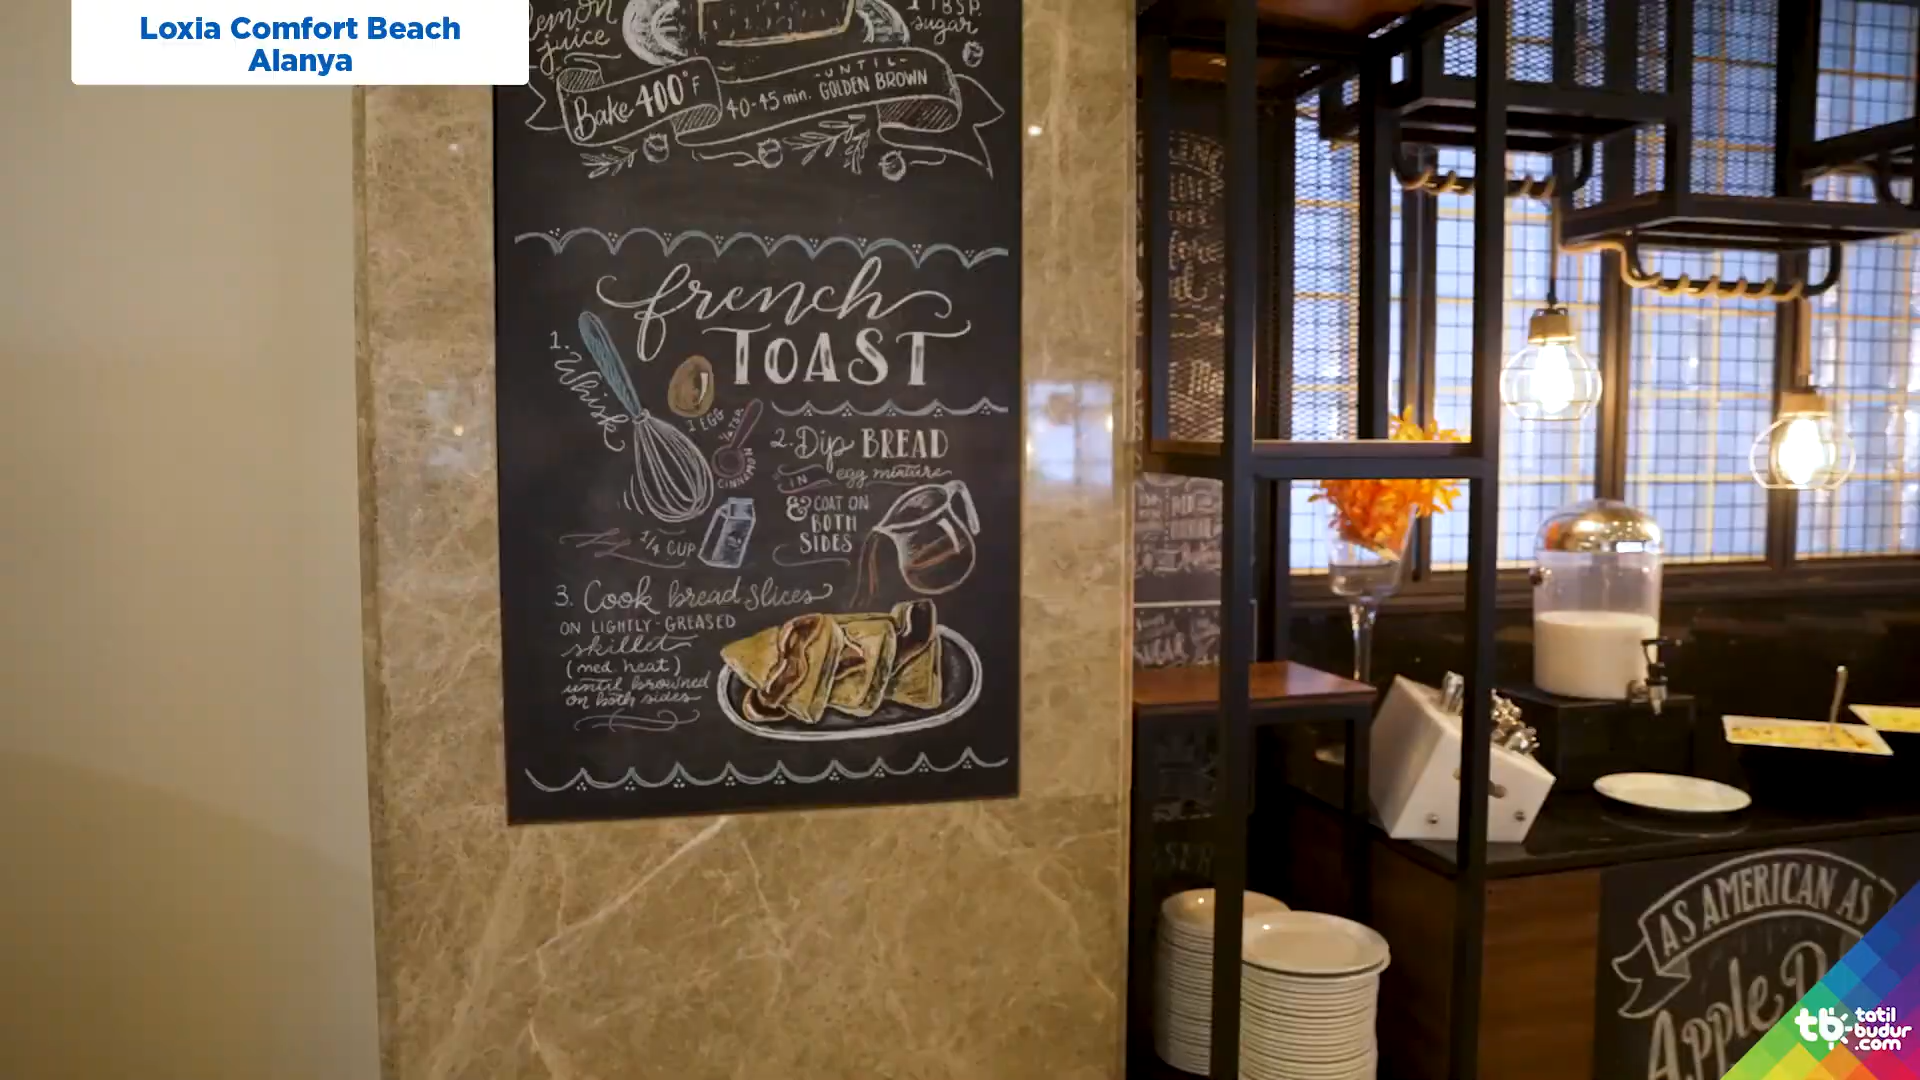 Loxia Comfort Beach
Alanya
lemon
juice
1 TBSP.
sugar
Bake 400°F
40-45 min.
-UNTIL-
GOLDEN BROWN
french
TOAST
1. Whisk
1 EGG
CINNAMON
1/4 CUP
2. Dip BREAD
IN egg mixture
& COAT ON
BOTH
SIDES
3. Cook bread slices
ON LIGHTLY-GREASED
skillet
(med. heat)
until browned
on both sides
AS AMERICAN AS
Apple
tb
tatil
budur
.com